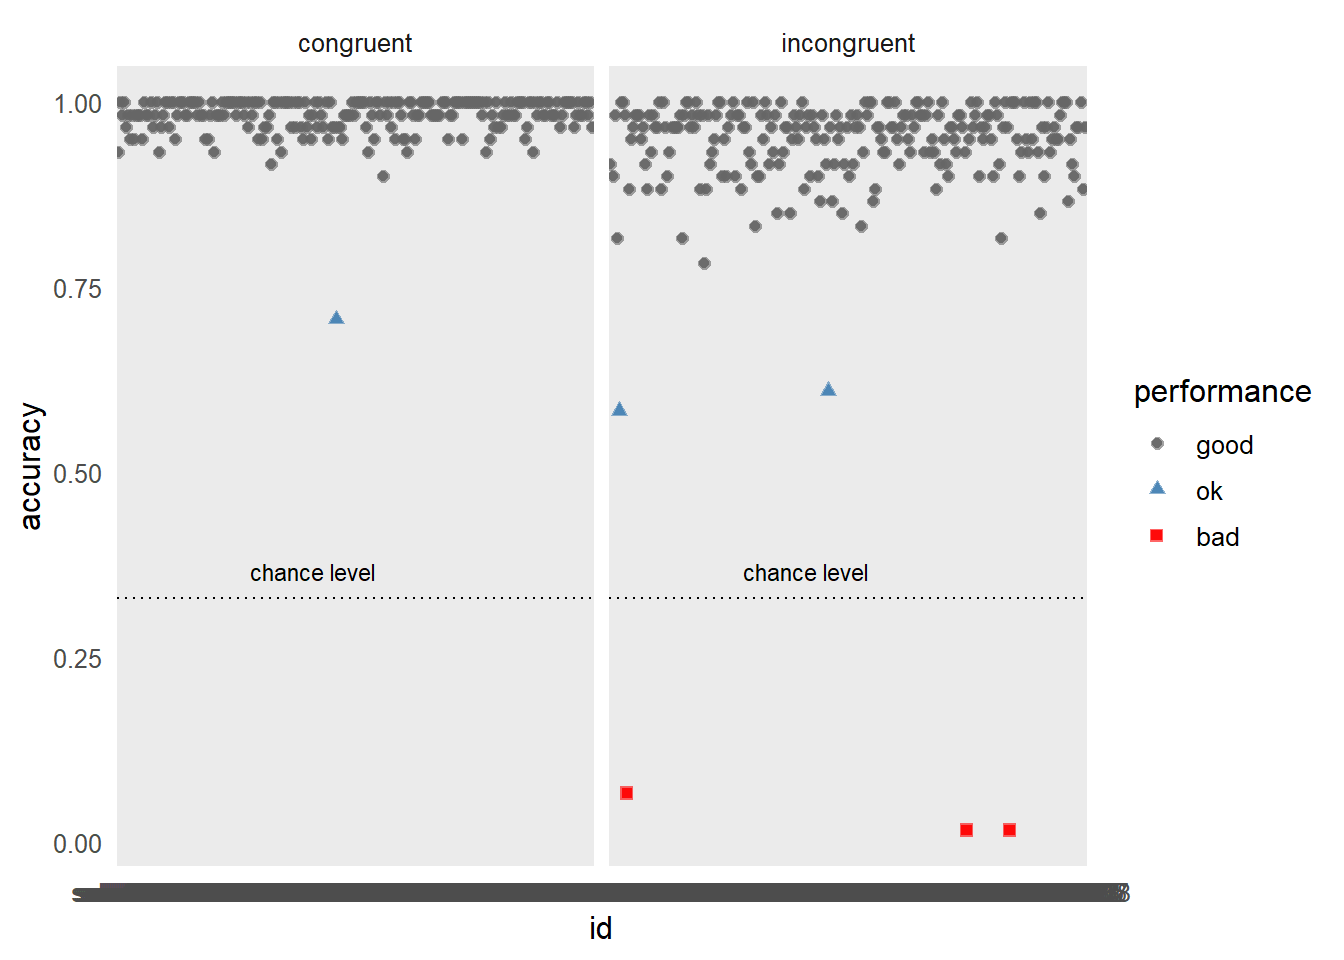 congruent
incongruent
1.00
0.75
0.50
0.25
0.00
accuracy
chance level
chance level
id
performance
good
ok
bad